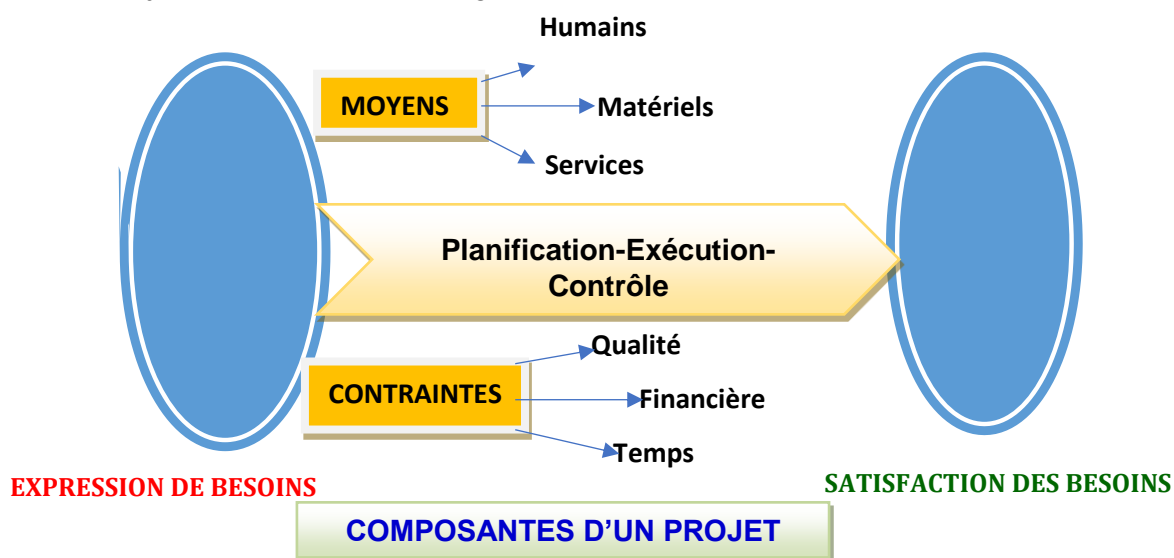 Humains
MOYENS
Matériels
Services
Planification-Exécution-
Contrôle
Qualité
CONTRAINTES
Financière
Temps
EXPRESSION DE BESOINS
SATISFACTION DES BESOINS
COMPOSANTES D’UN PROJET